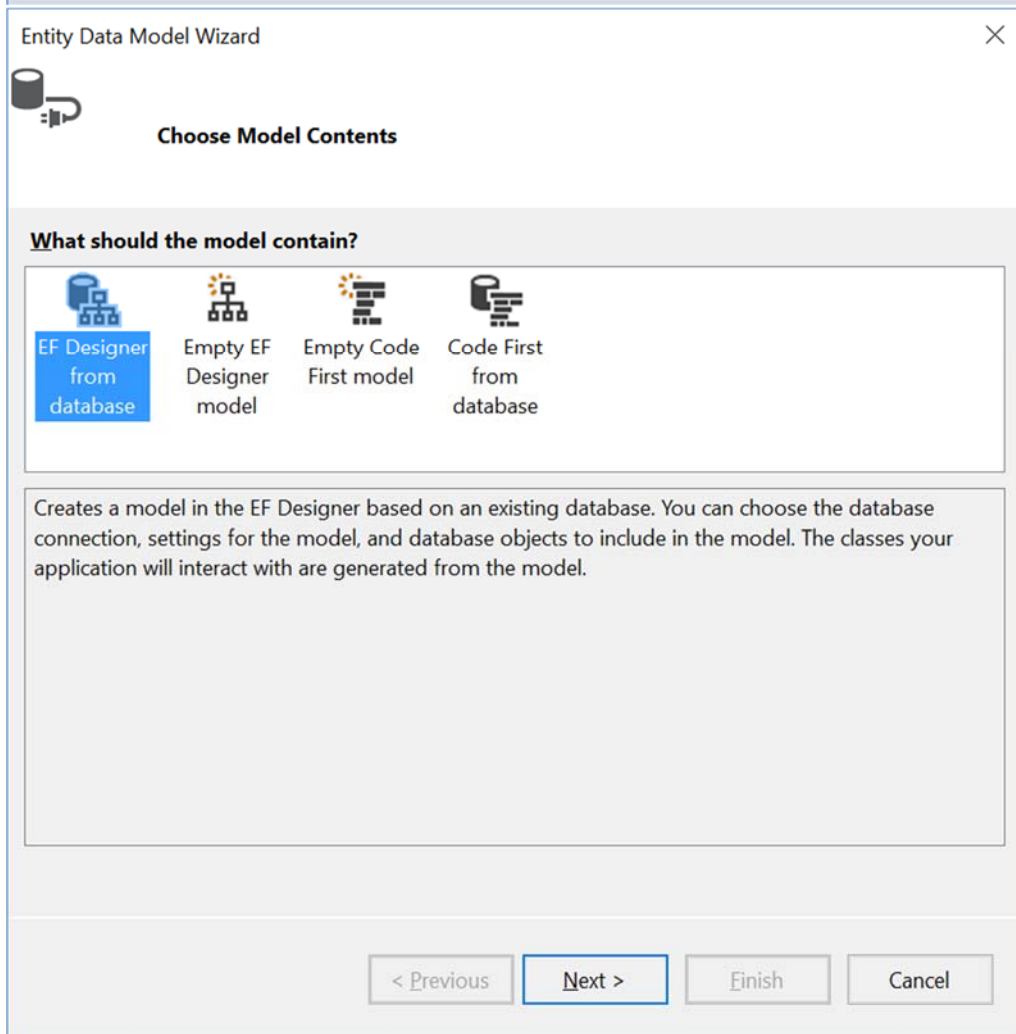 Entity Data Model Wizard
Choose Model Contents
What should the model contain?
EF Designer
from
database
Empty EF
Designer
model
Empty Code
First model
Code First
from
database
Creates a model in the EF Designer based on an existing database. You can choose the database
connection, settings for the model, and database objects to include in the model. The classes your
application will interact with are generated from the model.
< Previous
Next >
Finish
Cancel